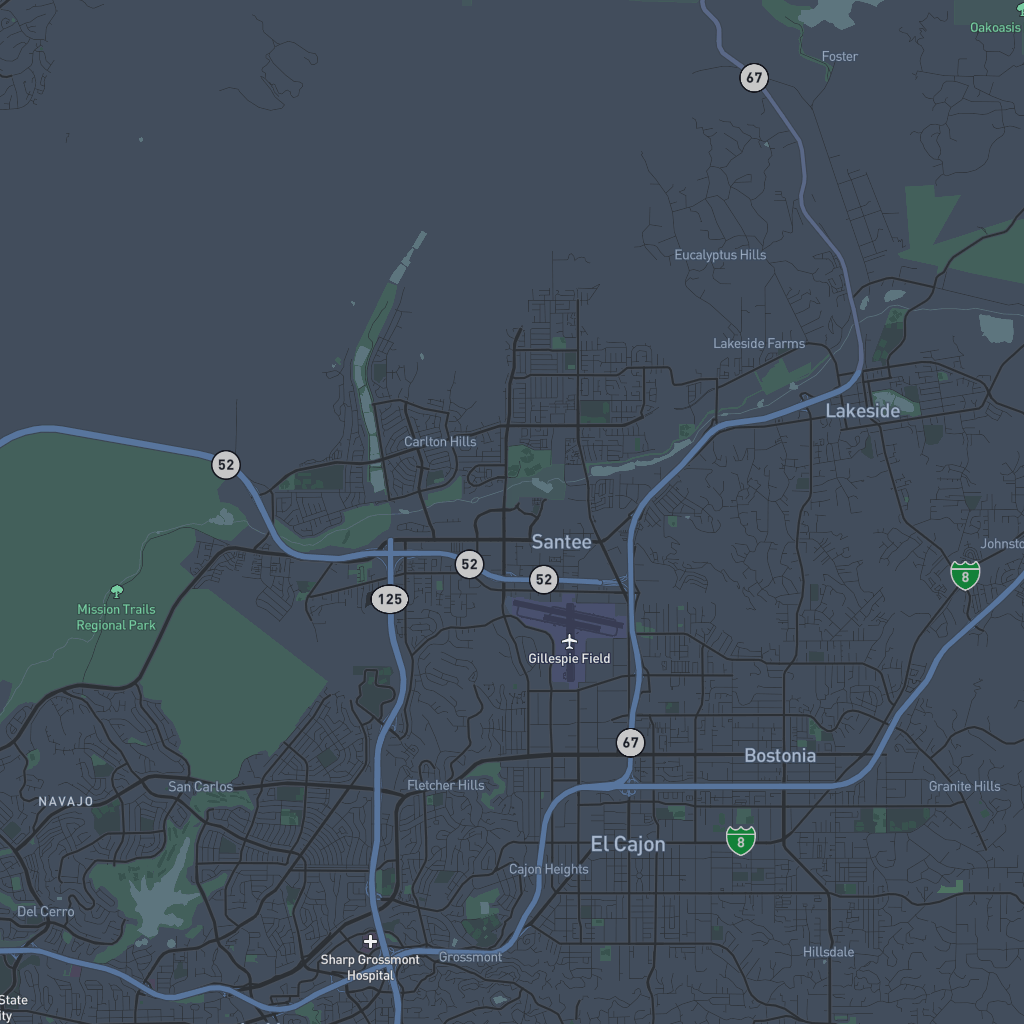 Oakoasis
Foster
67
Eucalyptus Hills
Lakeside Farms
Lakeside
Carlton Hills
52
Santee
Johnsto
52
52
8
125
Mission Trails
Regional Park
Gillespie Field
67
Bostonia
San Carlos
Fletcher Hills
Granite Hills
NAVAJO
El Cajon
8
Cajon Heights
Del Cerro
Sharp Grossmont
Hospital
Grossmont
Hillsdale
State
ity